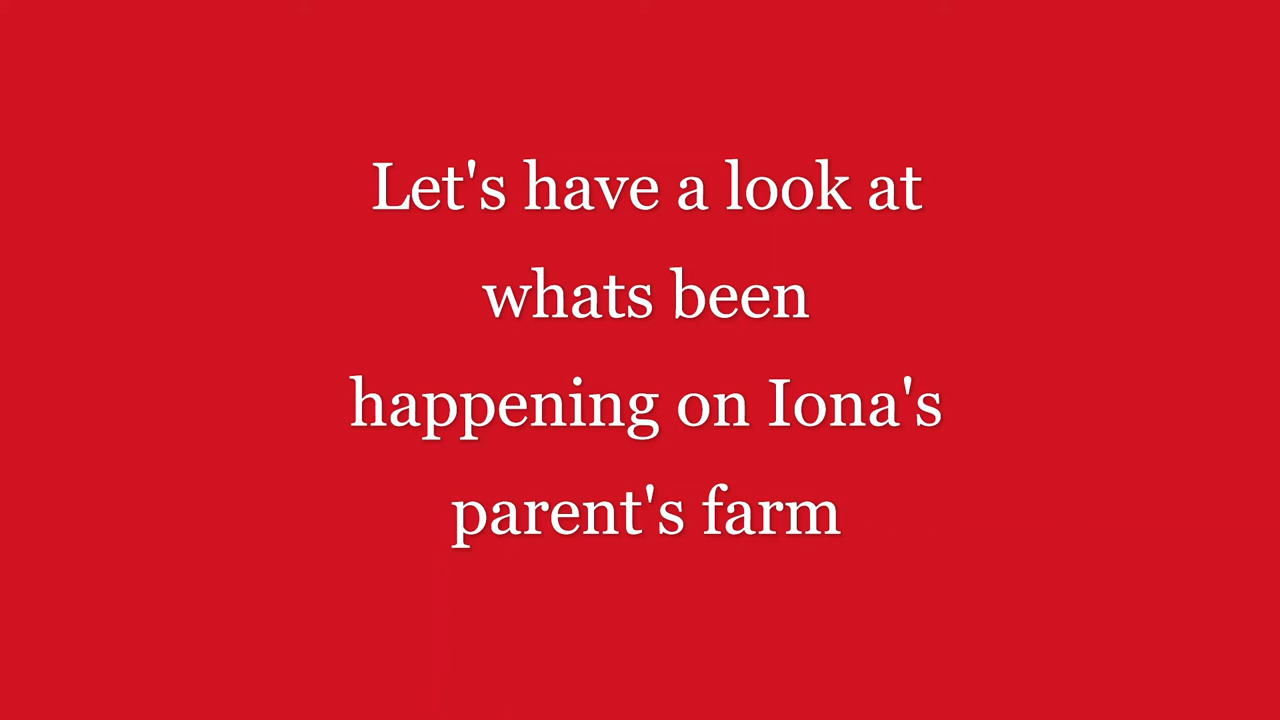 Let's have a look at
whats been
happening on Iona's
parent's farm